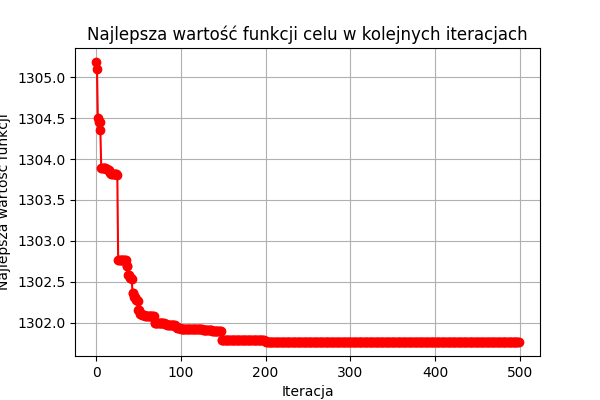 Najlepsza wartość funkcji celu w kolejnych iteracjach
Najlepsza wartość funkcji
1305.0
1304.5
1304.0
1303.5
1303.0
1302.5
1302.0
0 100 200 300 400 500
Iteracja